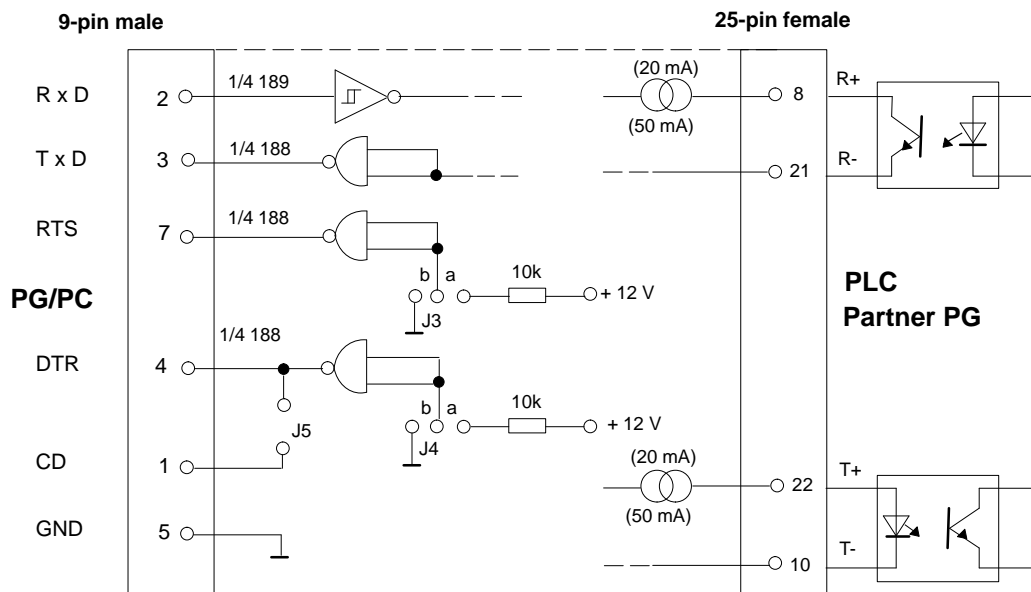 9-pin male
25-pin female
R x D
2
1/4 189
(20 mA)
(50 mA)
8
R+
T x D
3
1/4 188
21
R-
RTS
7
1/4 188
b a
10k
+ 12 V
J3
PG/PC
PLC
Partner PG
1/4 188
DTR
4
b a
10k
+ 12 V
J4
J5
CD
1
(20 mA)
(50 mA)
22
T+
GND
5
10
T-